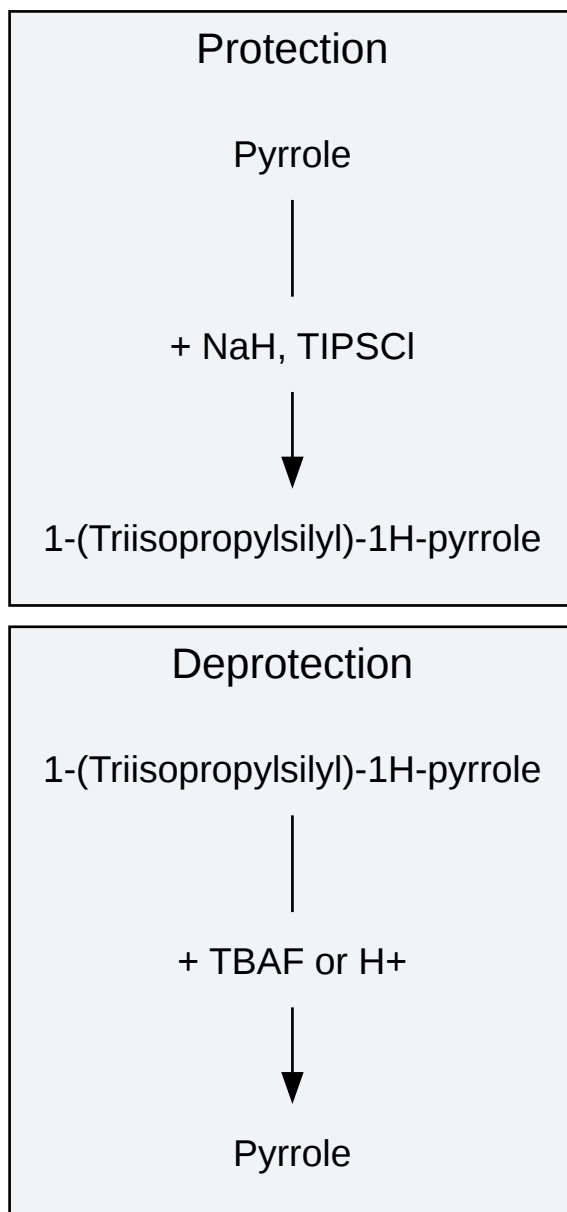 Protection
Pyrrole
+ NaH, TIPSCl
1-(Triisopropylsilyl)-1H-pyrrole
Deprotection
1-(Triisopropylsilyl)-1H-pyrrole
+ TBAF or H+
Pyrrole